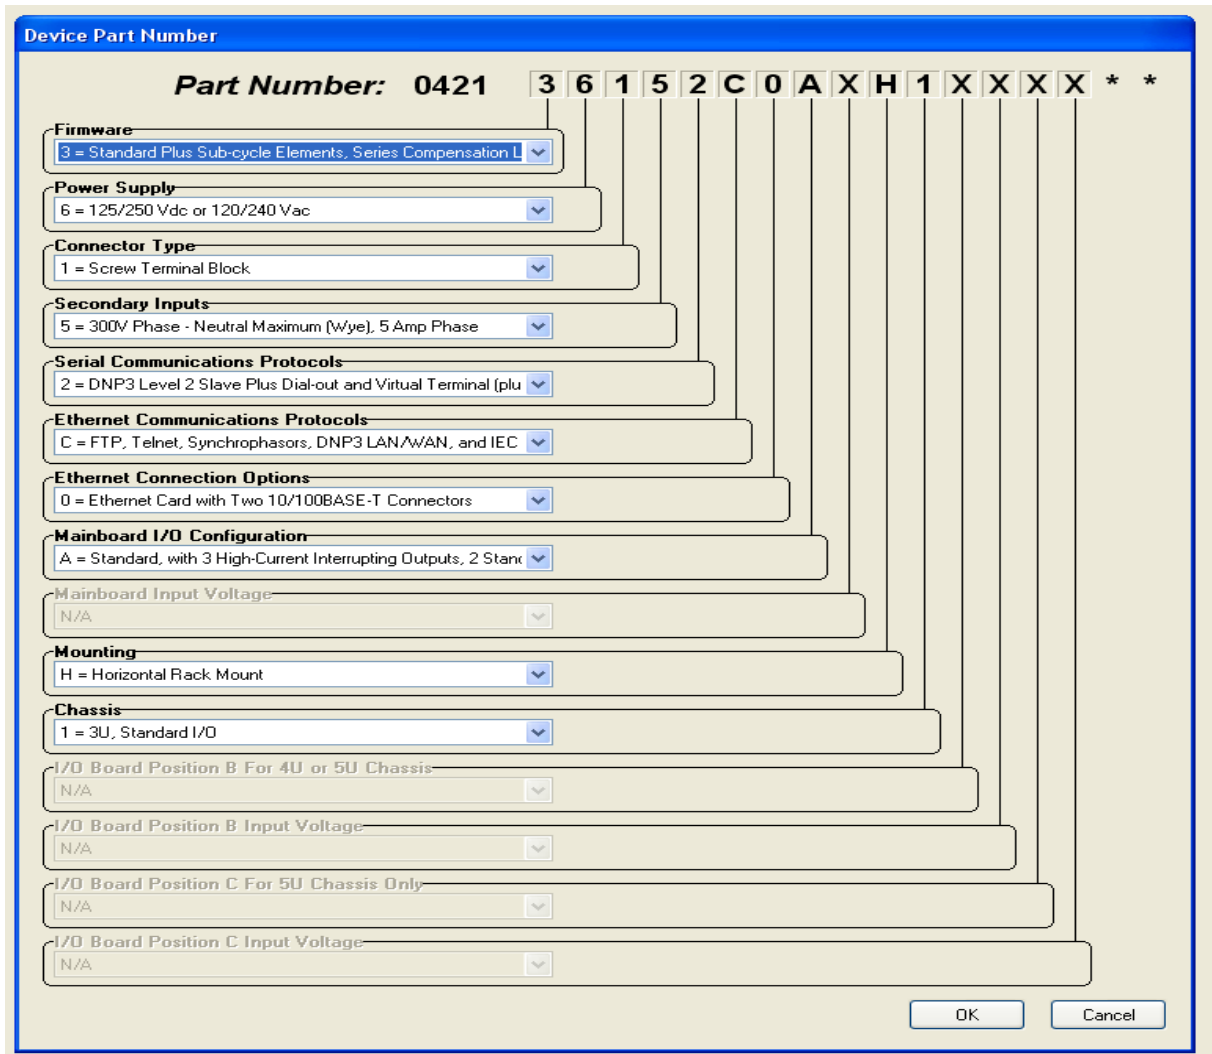 Device Part Number
Part Number: 0421 3 6 1 5 2 C 0 A X H 1 X X X X * *
Firmware
3 = Standard Plus Sub-cycle Elements, Series Compensation L
Power Supply
6 = 125/250 Vdc or 120/240 Vac
Connector Type
1 = Screw Terminal Block
Secondary Inputs
5 = 300V Phase - Neutral Maximum (Wye), 5 Amp Phase
Serial Communications Protocols
2 = DNP3 Level 2 Slave Plus Dial-out and Virtual Terminal (plu
Ethernet Communications Protocols
C = FTP, Telnet, Synchrophasors, DNP3 LAN/WAN, and IEC
Ethernet Connection Options
0 = Ethernet Card with Two 10/100BASE-T Connectors
Mainboard I/O Configuration
A = Standard, with 3 High-Current Interrupting Outputs, 2 Stan
Mainboard Input Voltage
N/A
Mounting
H = Horizontal Rack Mount
Chassis
1 = 3U, Standard I/O
I/O Board Position B For 4U or 5U Chassis
N/A
I/O Board Position B Input Voltage
N/A
I/O Board Position C For 5U Chassis Only
N/A
I/O Board Position C Input Voltage
N/A
OK Cancel